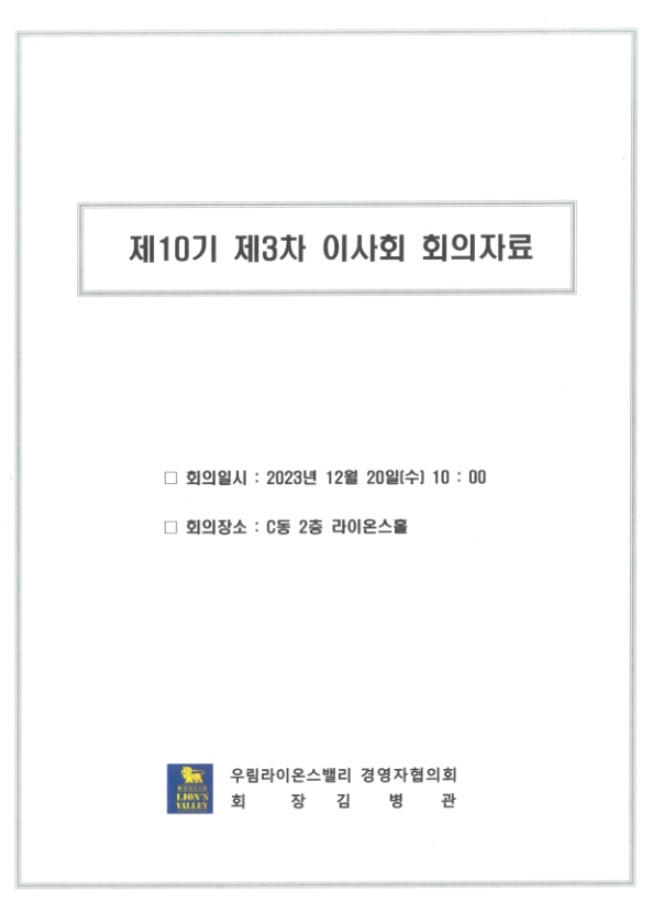 제10기 제3차 이사회 회의자료
□ 회의일시 : 2023년 12월 20일(수) 10 : 00
□ 회의장소 : C동 2층 라이온스홀
WOOLIM
LION'S
VALLEY
우림라이온스밸리 경영자협의회
회 장 김 병 관